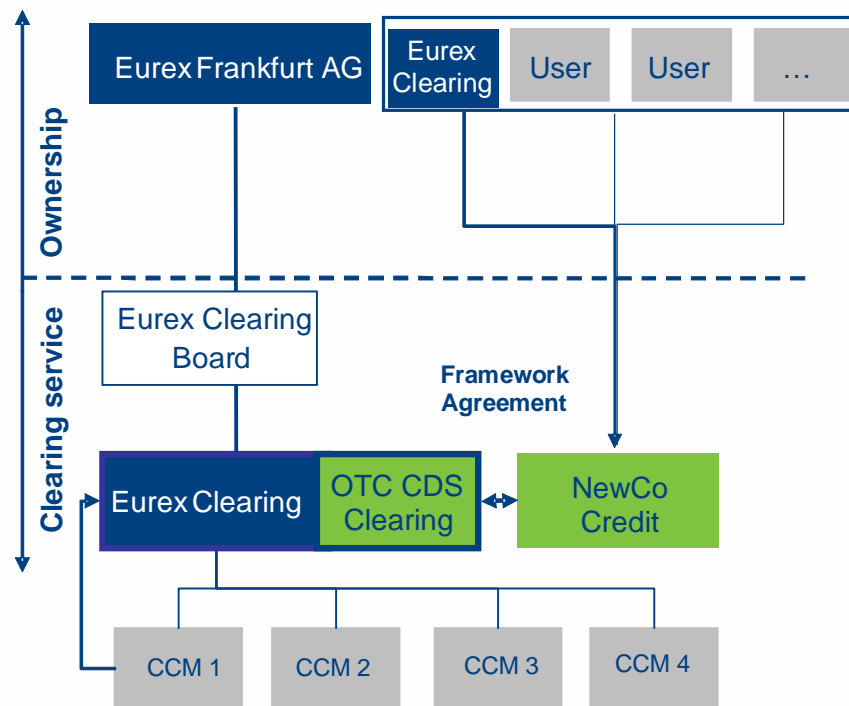 Eurex Frankfurt AG
Eurex
Clearing
User
User
...
Ownership
Eurex Clearing
Board
Clearing service
Framework
Agreement
Eurex Clearing
OTC CDS
Clearing
NewCo
Credit
CCM 1
CCM 2
CCM 3
CCM 4